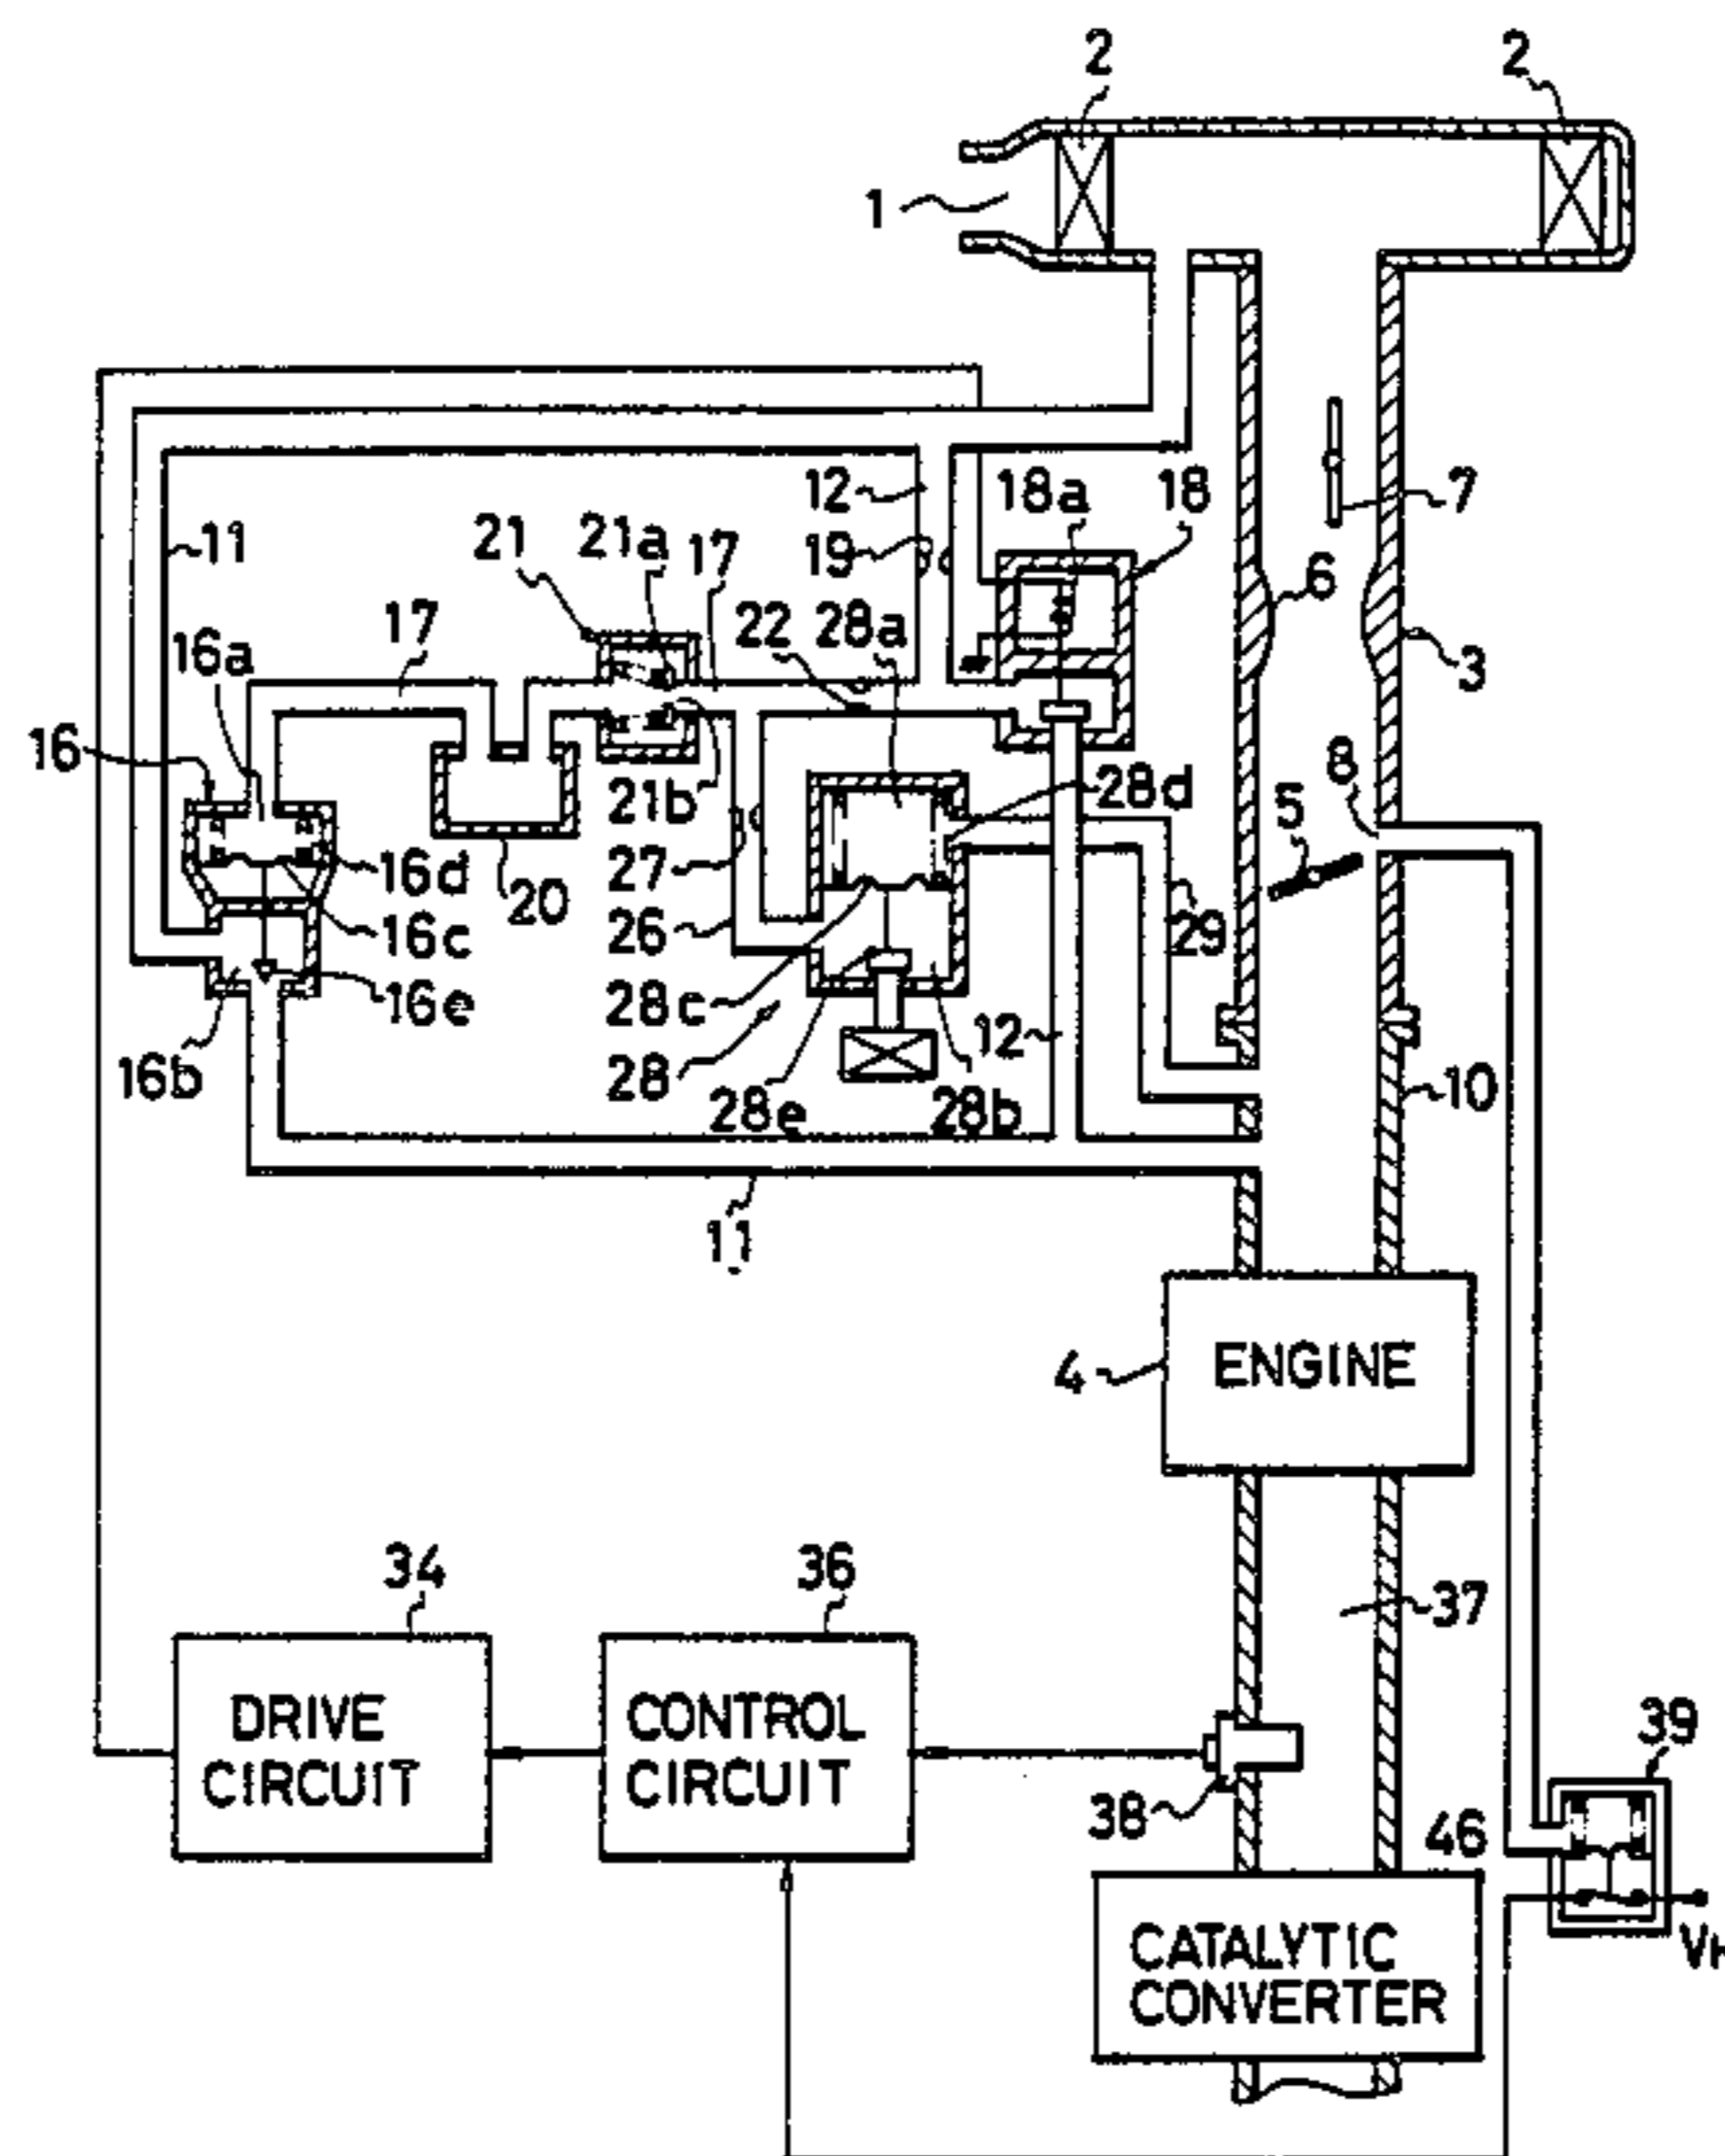 2 2
1
12 18a 18 7
11 21 21a 17 19 6
17 22 28a
16a 3
16 8
21b 28d 5
16d 20 27
16c 26 29
16e 28c 12
16b 28 28e 28b 10
11
4 ENGINE
34 36 37
DRIVE CIRCUIT
CONTROL CIRCUIT
39
38 46
CATALYTIC CONVERTER